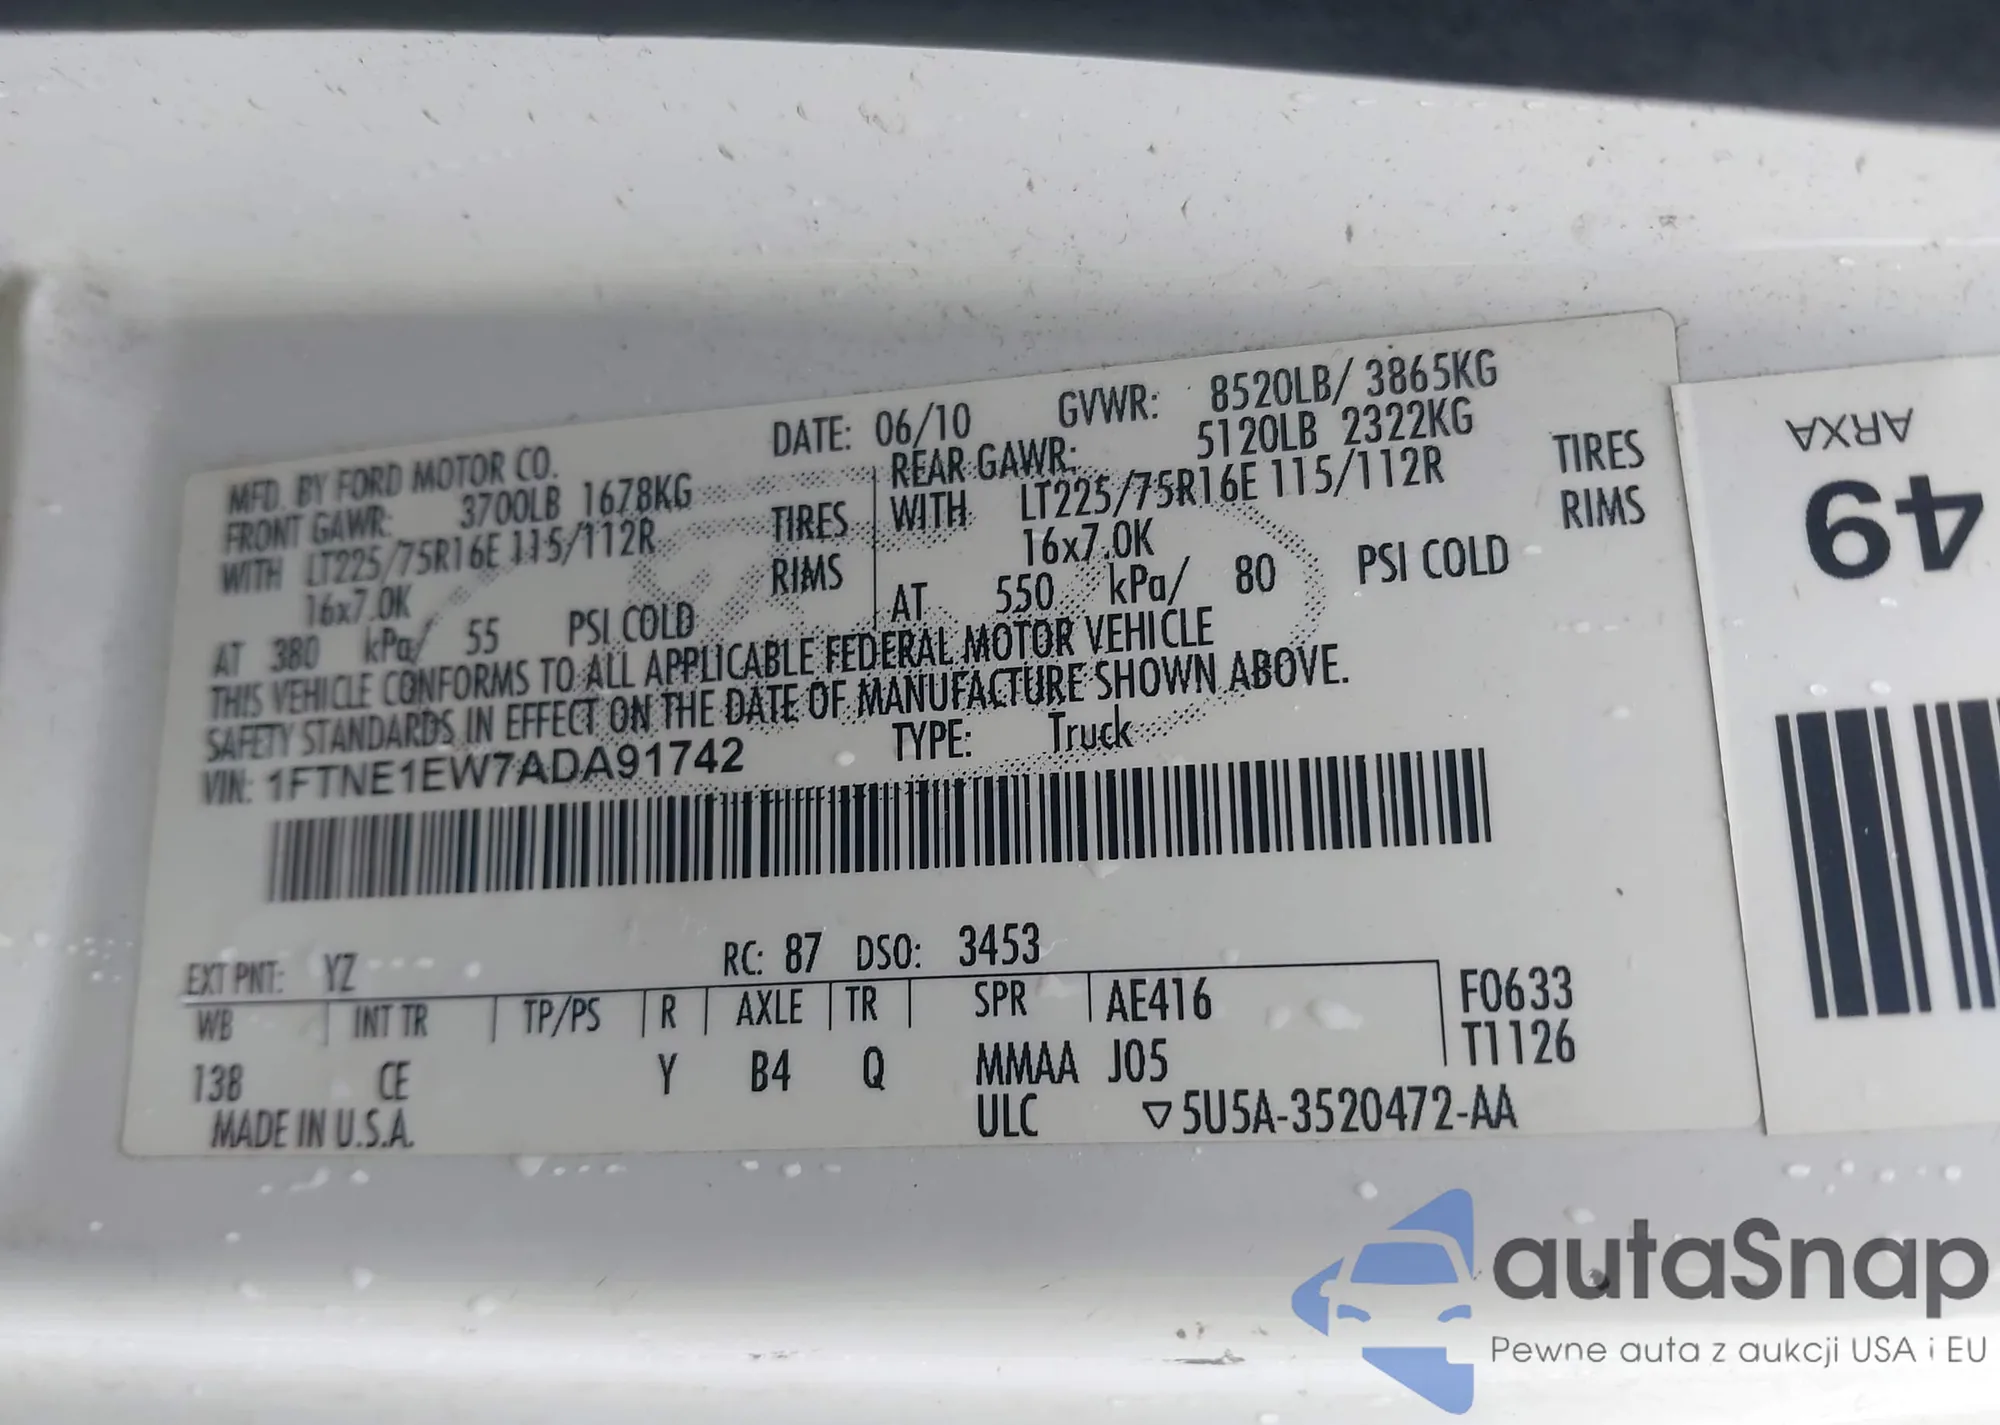 MFD. BY FORD MOTOR CO.
DATE: 06/10
GVWR: 8520LB/ 3865KG
FRONT GAWR: 3700LB 1678KG
WITH LT225/75R16E 115/112R TIRES
16x7.0K RIMS
AT 380 kPa/ 55 PSI COLD
REAR GAWR: 5120LB 2322KG
WITH LT225/75R16E 115/112R TIRES
16x7.0K RIMS
AT 550 kPa/ 80 PSI COLD
THIS VEHICLE CONFORMS TO ALL APPLICABLE FEDERAL MOTOR VEHICLE
SAFETY STANDARDS IN EFFECT ON THE DATE OF MANUFACTURE SHOWN ABOVE.
VIN: 1FTNE1EW7ADA91742
TYPE: Truck
EXT PNT: YZ RC: 87 DSO: 3453
WB INT TR TP/PS R AXLE TR SPR AE416 F0633
T1126
138 CE Y B4 Q MMAA J05
MADE IN U.S.A. ULC ▽5U5A-3520472-AA
ARXA
49
autaSnap
Pewne auta z aukcji USA i EU